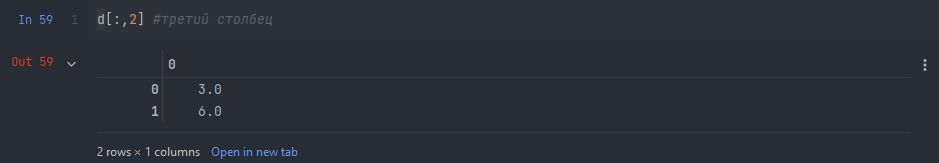 In 59 1 d[:,2] #третий столбец
Out 59
0
0 3.0
1 6.0
2 rows × 1 columns Open in new tab